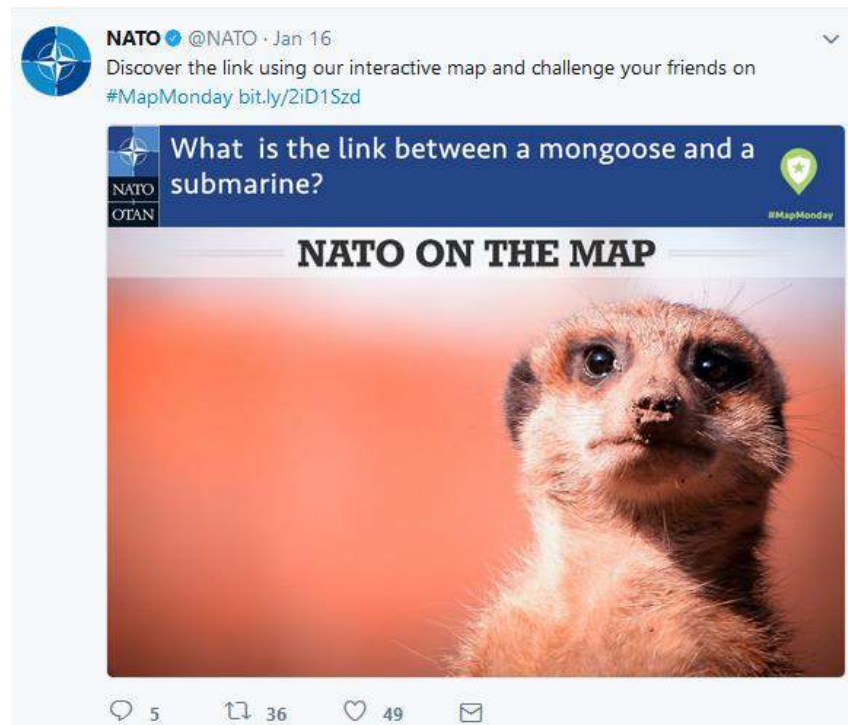 NATO @NATO · Jan 16
Discover the link using our interactive map and challenge your friends on
#MapMonday bit.ly/2iD1Szd
NATO
OTAN
What is the link between a mongoose and a
submarine?
#MapMonday
NATO ON THE MAP
5 36 49